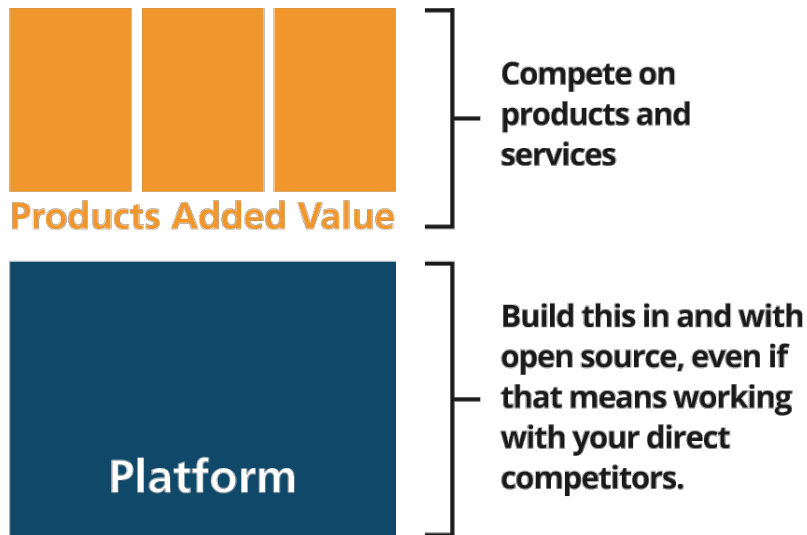 Compete on
products and
services
Products Added Value
Build this in and with
open source, even if
that means working
with your direct
competitors.
Platform